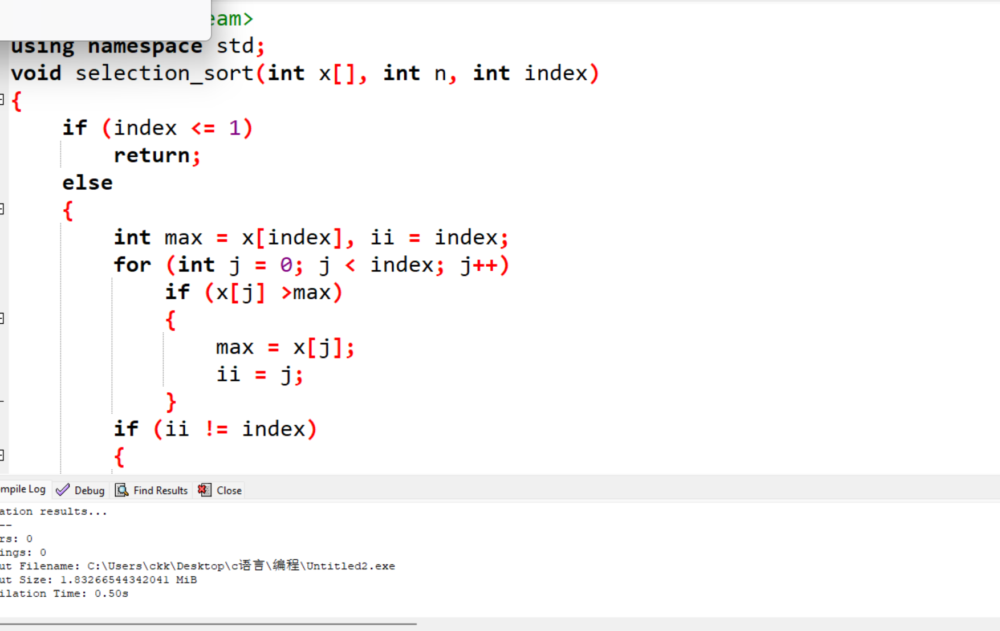 eam>
using namespace std;
void selection_sort(int x[], int n, int index)
{
if (index <= 1)
return;
else
{
int max = x[index], ii = index;
for (int j = 0; j < index; j++)
if (x[j] >max)
{
max = x[j];
ii = j;
}
if (ii != index)
{
mpile Log Debug Find Results Close
ation results...
--
rs: 0
ings: 0
ut Filename: C:\Users\ckk\Desktop\c语言\编程\Untitled2.exe
ut Size: 1.83266544342041 MiB
ilation Time: 0.50s